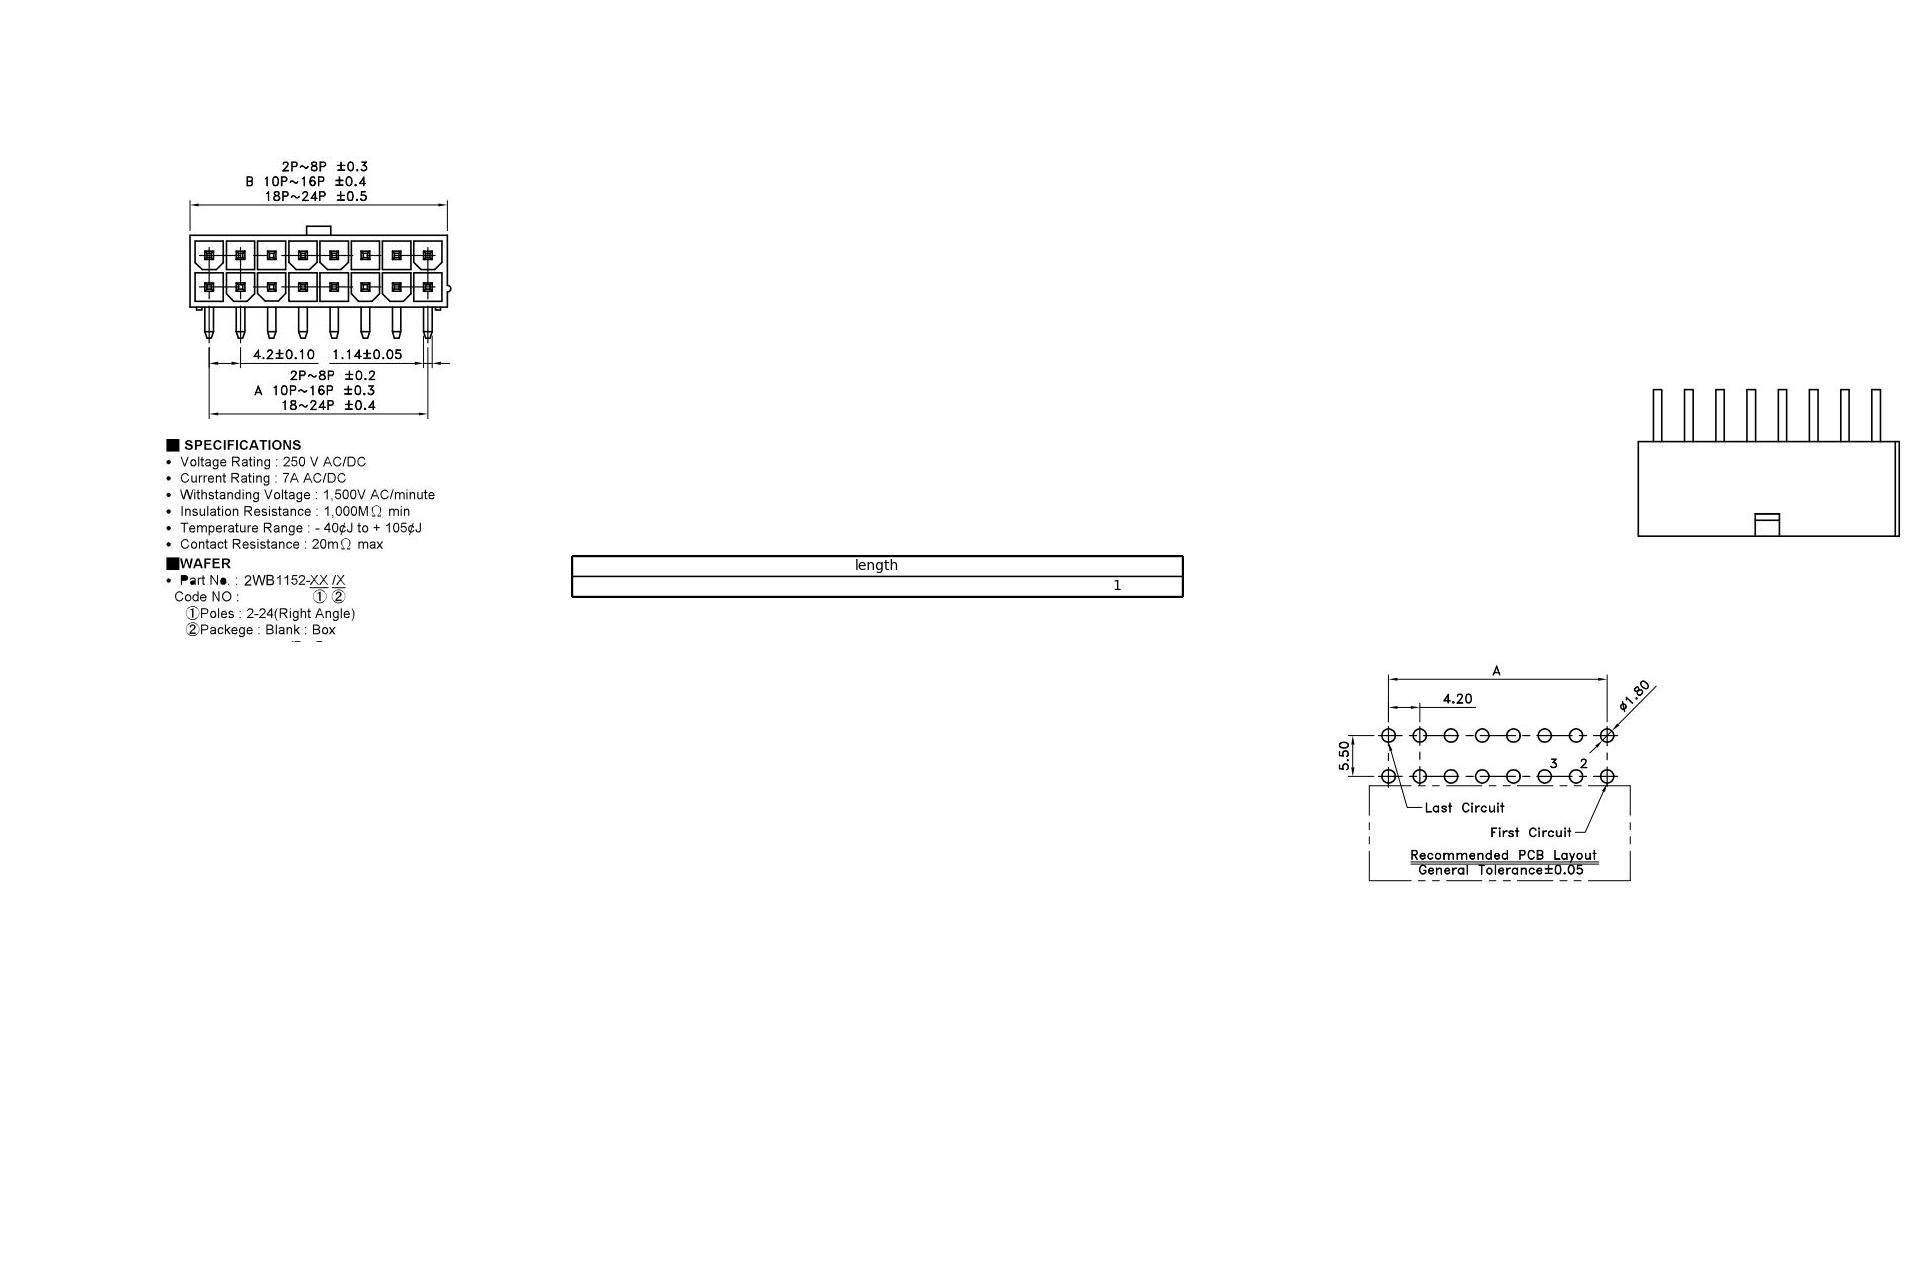 2P~8P ±0.3
B 10P~16P ±0.4
18P~24P ±0.5
4.2±0.10 1.14±0.05
2P~8P ±0.2
A 10P~16P ±0.3
18~24P ±0.4
■ SPECIFICATIONS
• Voltage Rating : 250 V AC/DC
• Current Rating : 7A AC/DC
• Withstanding Voltage : 1,500V AC/minute
• Insulation Resistance : 1,000MΩ min
• Temperature Range : - 40¢J to + 105¢J
• Contact Resistance : 20mΩ max
■WAFER
• Part No. : 2WB1152-XX /X
Code NO : ① ②
①Poles : 2-24(Right Angle)
②Packege : Blank : Box
length
1
A
4.20
ø1.80
5.50
3 2
Last Circuit
First Circuit
Recommended PCB Layout
General Tolerance±0.05